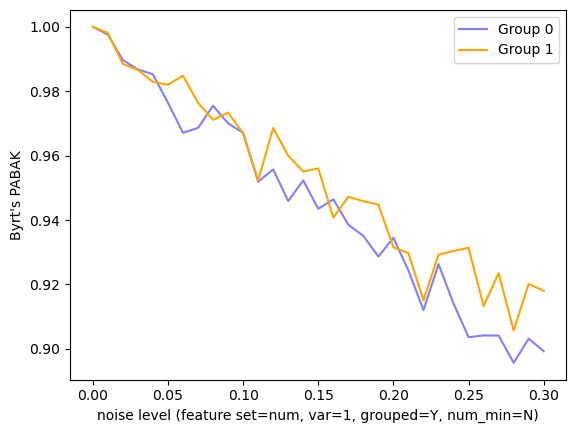 Group 0
Group 1
Byrt's PABAK
1.00
0.98
0.96
0.94
0.92
0.90
0.00 0.05 0.10 0.15 0.20 0.25 0.30
noise level (feature set=num, var=1, grouped=Y, num_min=N)